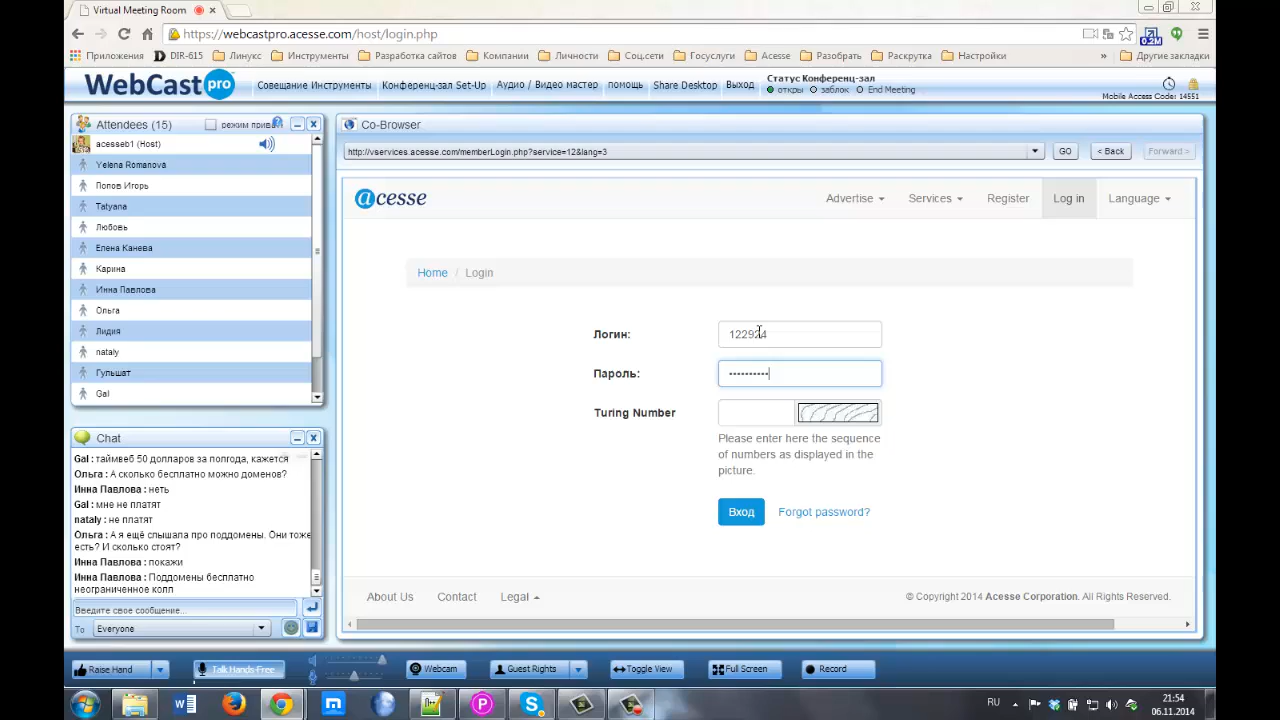 Virtual Meeting Room
https://webcastpro.acesse.com/host/login.php
Приложения DIR-615 Линукс Инструменты Разработка сайтов Компании Личности Соц.сети Госуслуги Acesse Разобрать Раскрутка Настройки » Другие закладки
WebCast pro
Совещание Инструменты Конференц-зал Set-Up Аудио / Видео мастер помощь Share Desktop Выход
Статус Конференц-зал
откры заблок End Meeting
Mobile Access Code: 14551
Attendees (15)
acesseb1 (Host)
Yelena Romanova
Попов Игорь
Tatyana
Любовь
Елена Канева
Карина
Инна Павлова
Ольга
Лидия
nataly
Гульшат
Gal
Chat
Gal : таймвеб 50 долларов за погода, кажется
Ольга : А сколько бесплатно можно доменов?
Инна Павлова : неть
Gal : мне не платят
nataly : не платят
Ольга : А я ещё слышала про поддомены. Они тоже
есть? И сколько стоят?
Инна Павлова : покажи
Инна Павлова : Поддомены бесплатно
неограниченное колл
Введите свое сообщение...
To Everyone
Co-Browser
http://vservices.acesse.com/memberLogin.php?service=12&lang=3
GO < Back Forward >
acesse
Advertise Services Register Log in Language
Home / Login
Логин: 122924
Пароль: ••••••••••
Turing Number
Please enter here the sequence
of numbers as displayed in the
picture.
Вход Forgot password?
About Us Contact Legal
© Copyright 2014 Acesse Corporation. All Rights Reserved.
Raise Hand Talk Hands-Free Webcam Guest Rights Toggle View Full Screen Record
RU
21:54
06.11.2014